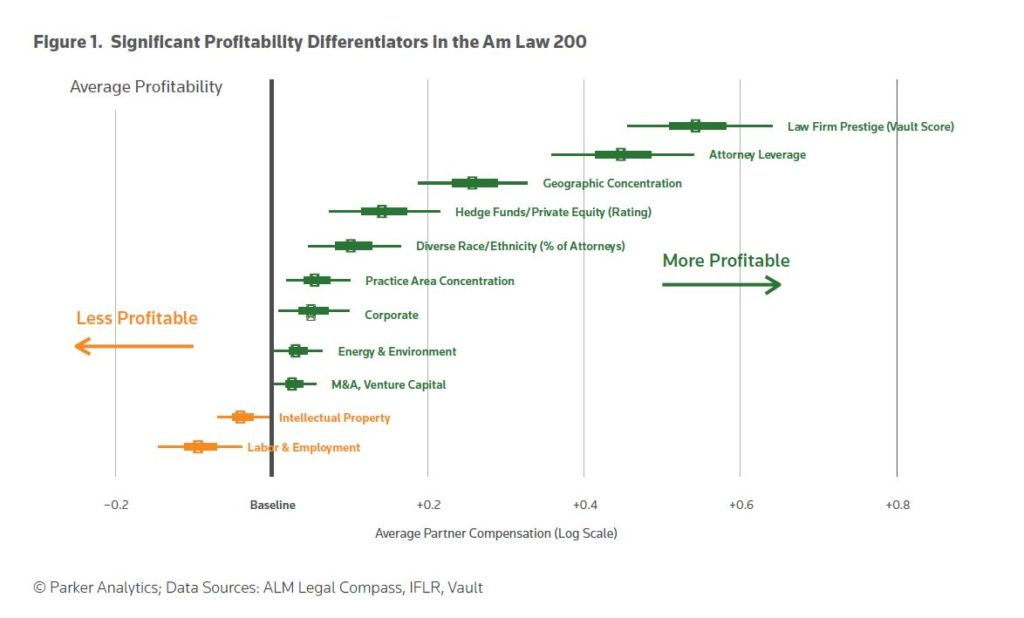 Figure 1. Significant Profitability Differentiators in the Am Law 200
Average Profitability
Law Firm Prestige (Vault Score)
Attorney Leverage
Geographic Concentration
Hedge Funds/Private Equity (Rating)
Diverse Race/Ethnicity (% of Attorneys)
More Profitable
Practice Area Concentration
Corporate
Less Profitable
Energy & Environment
M&A, Venture Capital
Intellectual Property
Labor & Employment
−0.2 Baseline +0.2 +0.4 +0.6 +0.8
Average Partner Compensation (Log Scale)
© Parker Analytics; Data Sources: ALM Legal Compass, IFLR, Vault